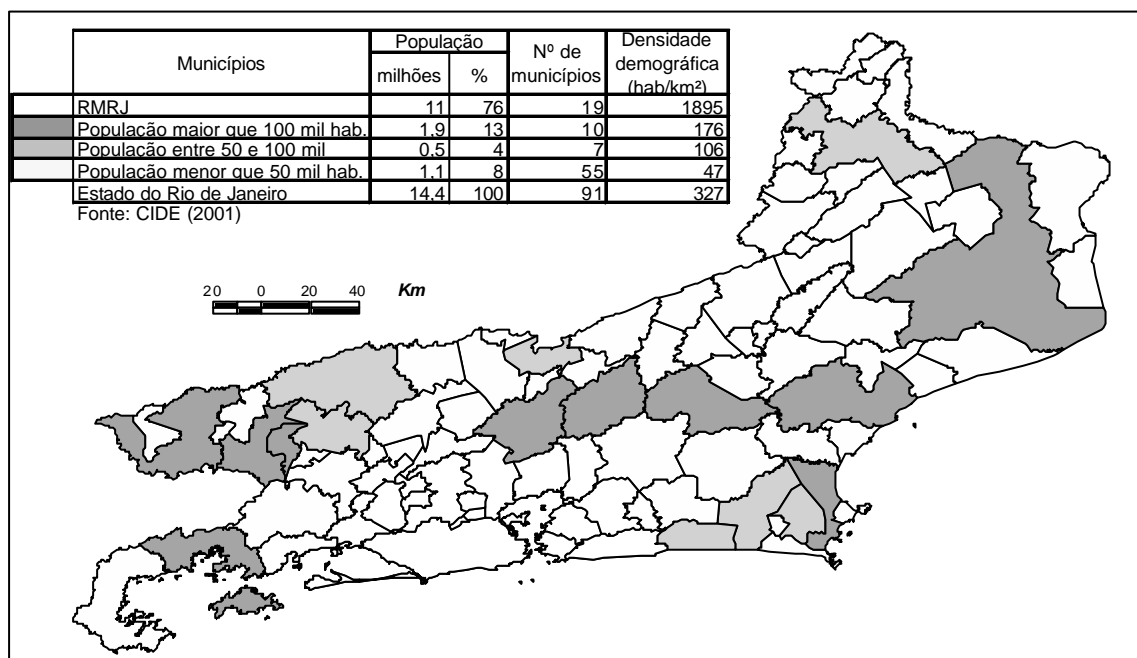 Municípios População Nº de municípios Densidade demográfica (hab/km²)
milhões %
RMRJ 11 76 19 1895
População maior que 100 mil hab. 1,9 13 10 176
População entre 50 e 100 mil 0,5 4 7 106
População menor que 50 mil hab. 1,1 8 55 47
Estado do Rio de Janeiro 14,4 100 91 327
Fonte: CIDE (2001)
20 0 20 40 Km